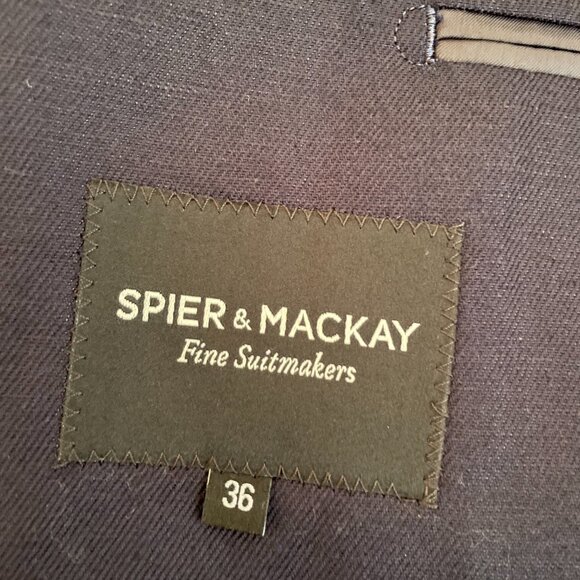 SPIER & MACKAY
Fine Suitmakers
36